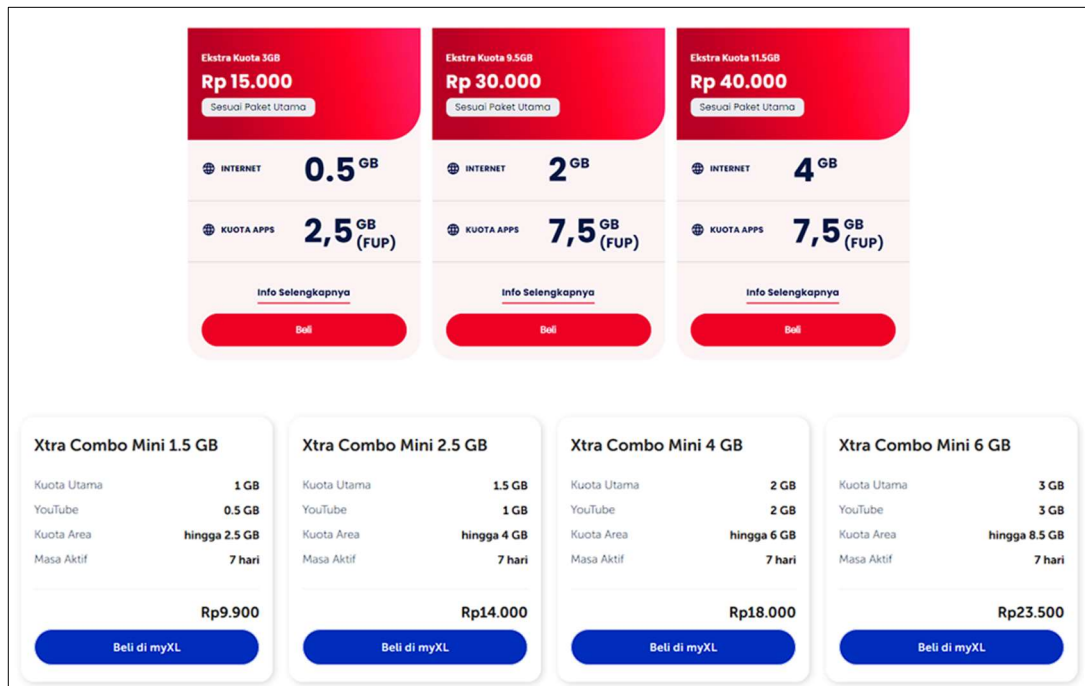 Ekstra Kuota 3GB
Rp 15.000
Sesuai Paket Utama
INTERNET 0.5 GB
KUOTA APPS 2,5 GB (FUP)
Info Selengkapnya
Beli
Ekstra Kuota 9.5GB
Rp 30.000
Sesuai Paket Utama
INTERNET 2 GB
KUOTA APPS 7,5 GB (FUP)
Info Selengkapnya
Beli
Ekstra Kuota 11.5GB
Rp 40.000
Sesuai Paket Utama
INTERNET 4 GB
KUOTA APPS 7,5 GB (FUP)
Info Selengkapnya
Beli
Xtra Combo Mini 1.5 GB
Kuota Utama 1 GB
YouTube 0.5 GB
Kuota Area hingga 2.5 GB
Masa Aktif 7 hari
Rp9.900
Beli di myXL
Xtra Combo Mini 2.5 GB
Kuota Utama 1.5 GB
YouTube 1 GB
Kuota Area hingga 4 GB
Masa Aktif 7 hari
Rp14.000
Beli di myXL
Xtra Combo Mini 4 GB
Kuota Utama 2 GB
YouTube 2 GB
Kuota Area hingga 6 GB
Masa Aktif 7 hari
Rp18.000
Beli di myXL
Xtra Combo Mini 6 GB
Kuota Utama 3 GB
YouTube 3 GB
Kuota Area hingga 8.5 GB
Masa Aktif 7 hari
Rp23.500
Beli di myXL